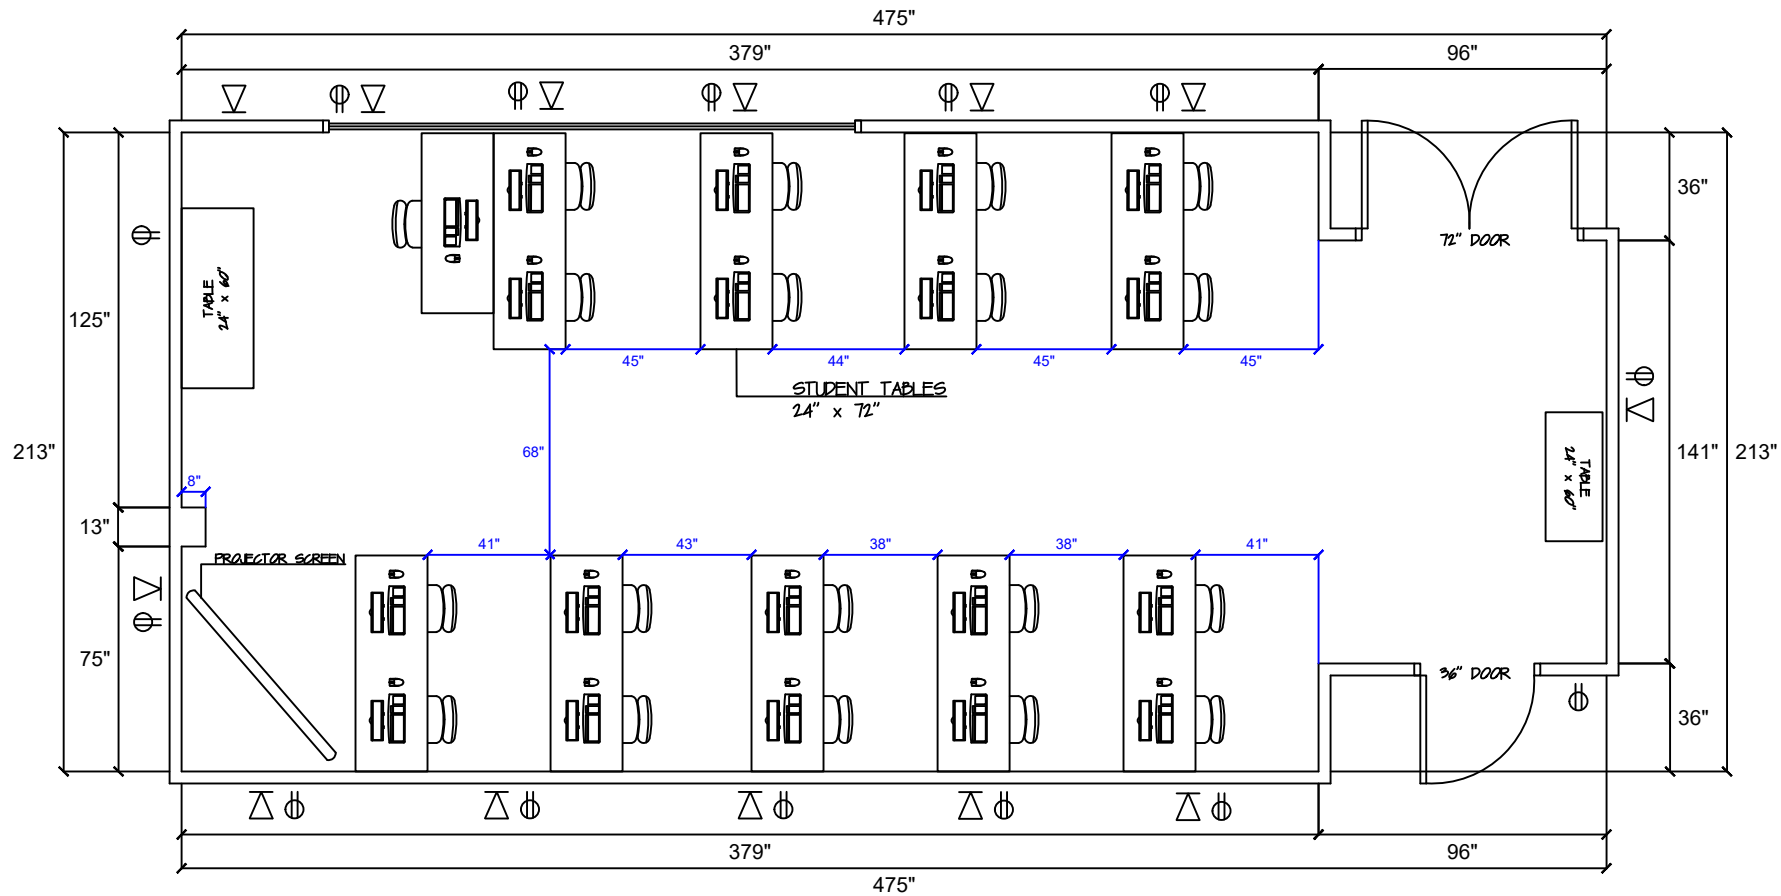 475"
379"
96"
36"
72" DOOR
TABLE
24" x 60"
125"
45"
44"
45"
45"
STUDENT TABLES
24" x 72"
213"
68"
141"
213"
8"
TABLE
24" x 60"
13"
PROJECTOR SCREEN
41"
43"
38"
38"
41"
75"
36" DOOR
36"
379"
96"
475"